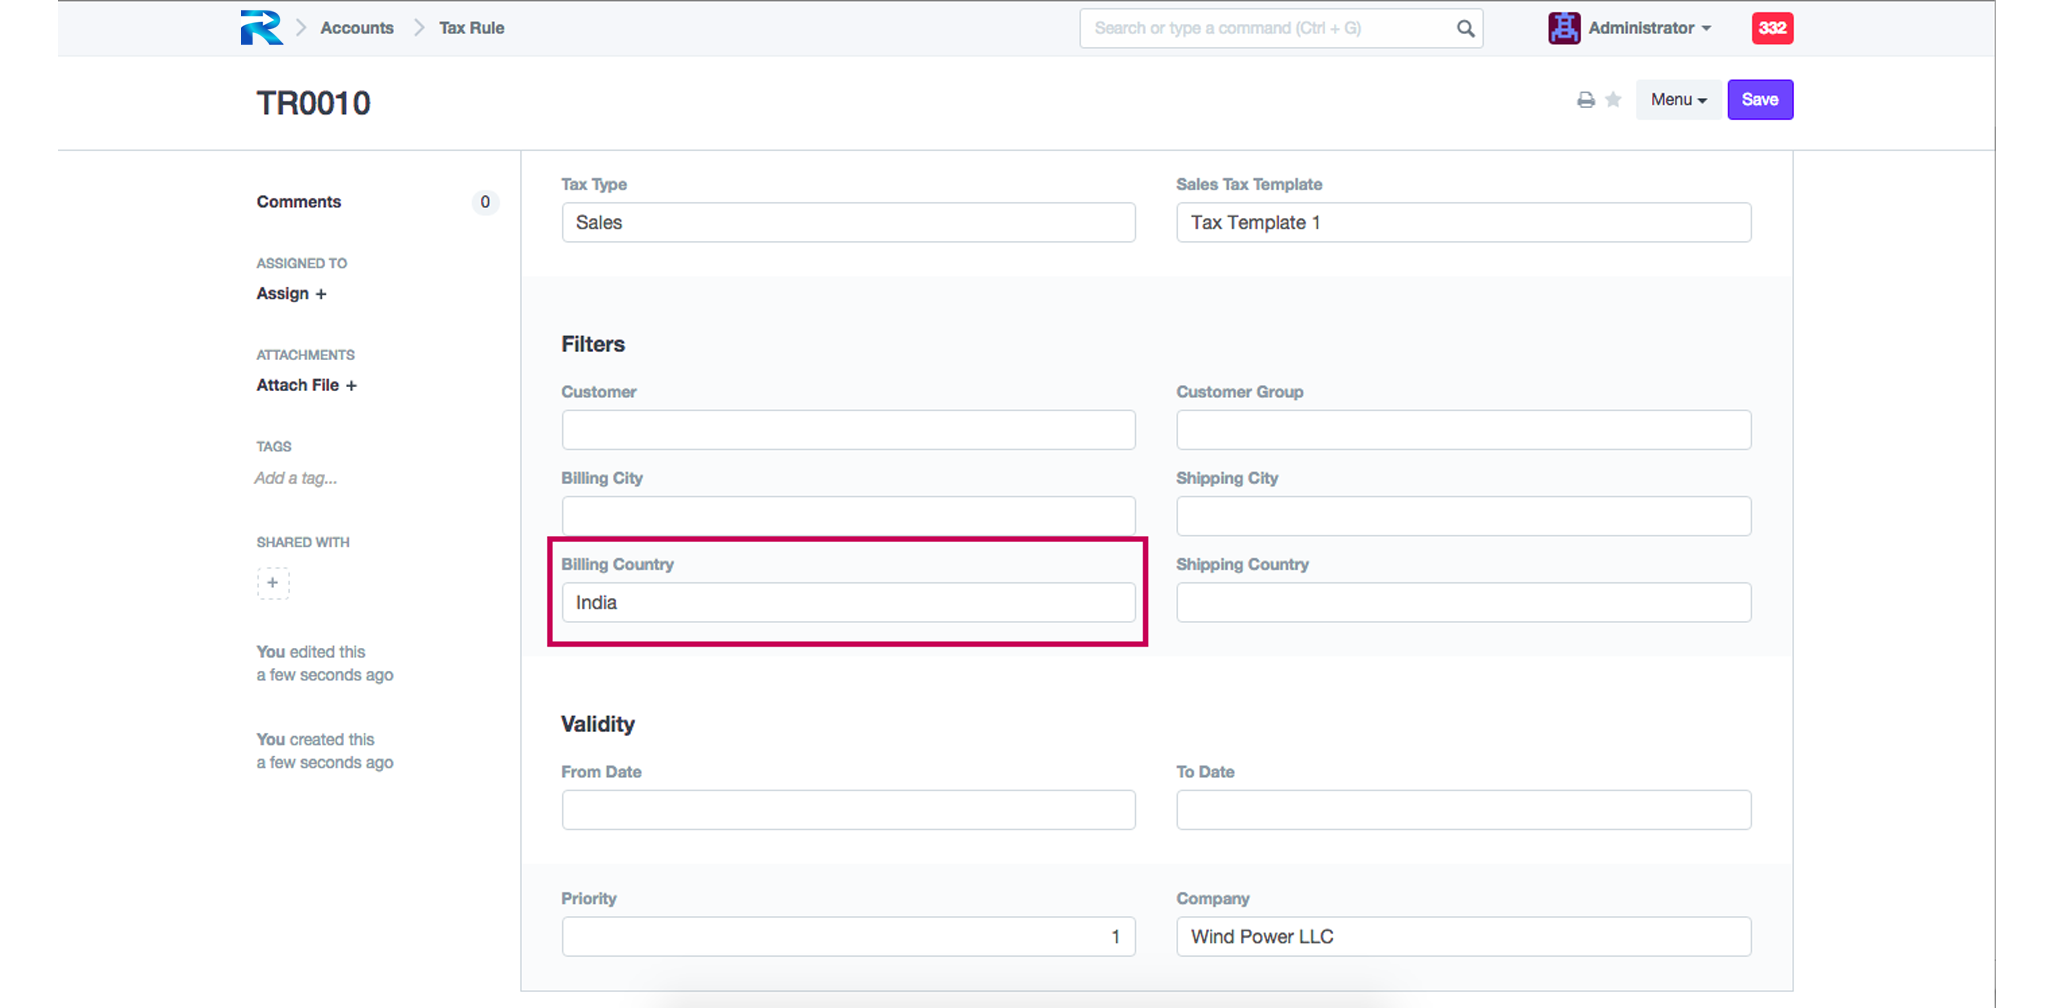 Accounts
Tax Rule
Search or type a command (Ctrl + G)
Administrator
332
TR0010
Menu
Save
Comments
0
ASSIGNED TO
Assign +
ATTACHMENTS
Attach File +
TAGS
Add a tag...
SHARED WITH
+
You edited this
a few seconds ago
You created this
a few seconds ago
Tax Type
Sales
Sales Tax Template
Tax Template 1
Filters
Customer
Customer Group
Billing City
Shipping City
Billing Country
India
Shipping Country
Validity
From Date
To Date
Priority
1
Company
Wind Power LLC